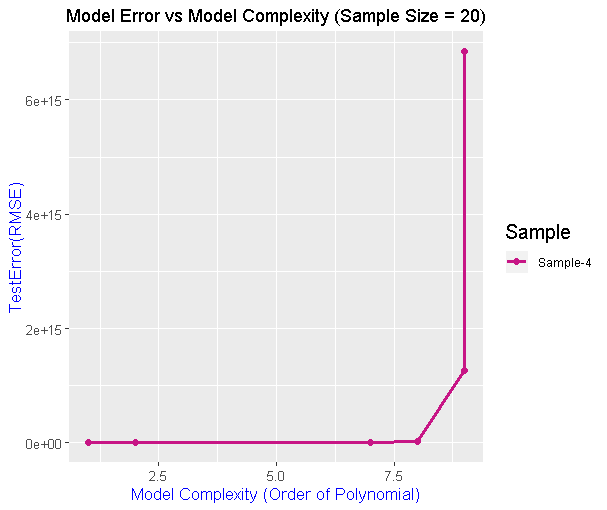 Model Error vs Model Complexity (Sample Size = 20)
6e+15
4e+15
2e+15
0e+00
TestError(RMSE)
2.5
5.0
7.5
Model Complexity (Order of Polynomial)
Sample
Sample-4